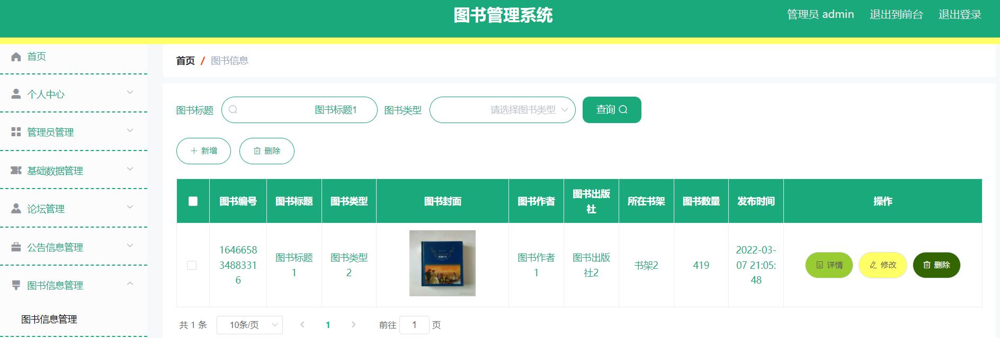 图书管理系统
管理员 admin 退出到前台 退出登录
首页
个人中心
管理员管理
基础数据管理
论坛管理
公告信息管理
图书信息管理
图书信息管理
首页 / 图书信息
图书标题 图书标题1 图书类型 请选择图书类型 查询
新增 删除
图书编号 图书标题 图书类型 图书封面 图书作者 图书出版社 所在书架 图书数量 发布时间 操作
1646658
3488331
6
图书标题
1
图书类型
2
图书作者
1
图书出版
社2
书架2
419
2022-03-
07 21:05:
48
详情 修改 删除
共 1 条 10条/页 1 前往 1 页